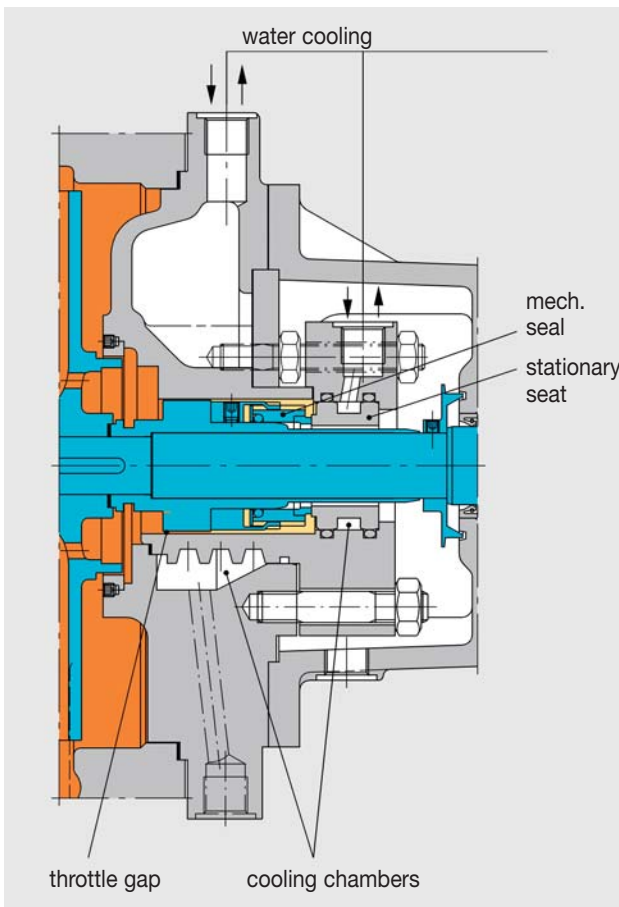 water cooling
mech.
seal
stationary
seat
throttle gap
cooling chambers